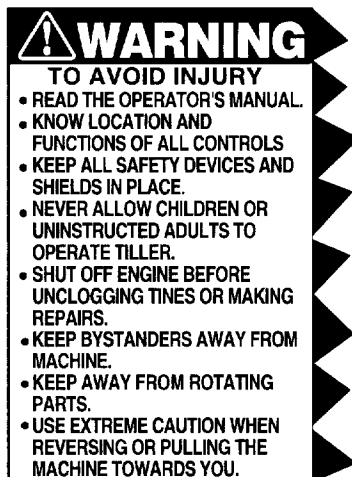 WARNING
TO AVOID INJURY
• READ THE OPERATOR'S MANUAL.
• KNOW LOCATION AND
FUNCTIONS OF ALL CONTROLS
• KEEP ALL SAFETY DEVICES AND
SHIELDS IN PLACE.
• NEVER ALLOW CHILDREN OR
UNINSTRUCTED ADULTS TO
OPERATE TILLER.
• SHUT OFF ENGINE BEFORE
UNCLOGGING TINES OR MAKING
REPAIRS.
• KEEP BYSTANDERS AWAY FROM
MACHINE.
• KEEP AWAY FROM ROTATING
PARTS.
• USE EXTREME CAUTION WHEN
REVERSING OR PULLING THE
MACHINE TOWARDS YOU.